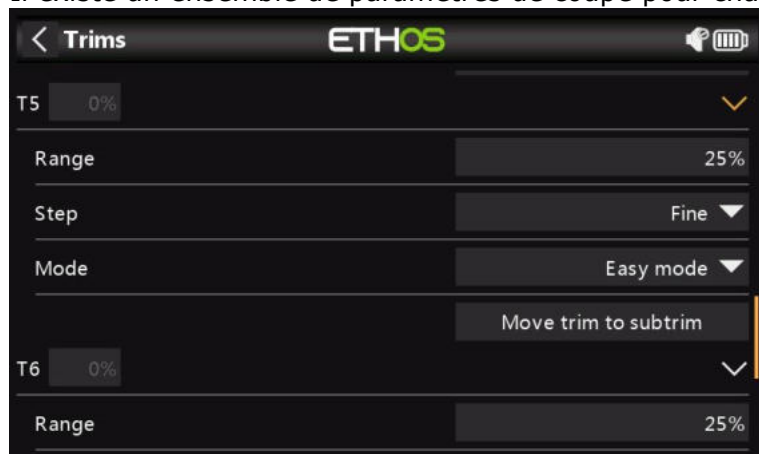 < Trims ETHOS
T5 0%
Range 25%
Step Fine
Mode Easy mode
Move trim to subtrim
T6 0%
Range 25%